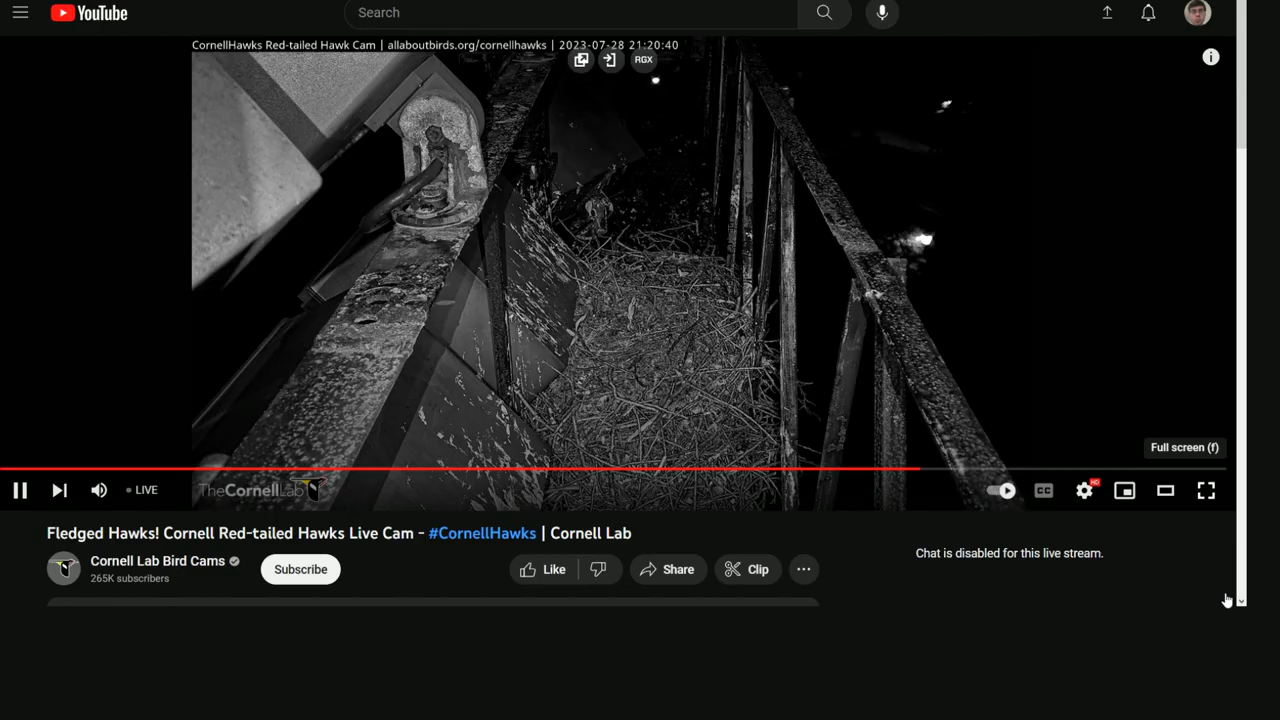 YouTube
Search
CornellHawks Red-tailed Hawk Cam | allaboutbirds.org/cornellhawks | 2023-07-28 21:20:40
RGX
Full screen (f)
LIVE
TheCornellLab
CC
HD
Fledged Hawks! Cornell Red-tailed Hawks Live Cam - #CornellHawks | Cornell Lab
Cornell Lab Bird Cams
265K subscribers
Subscribe
Like
Share
Clip
Chat is disabled for this live stream.